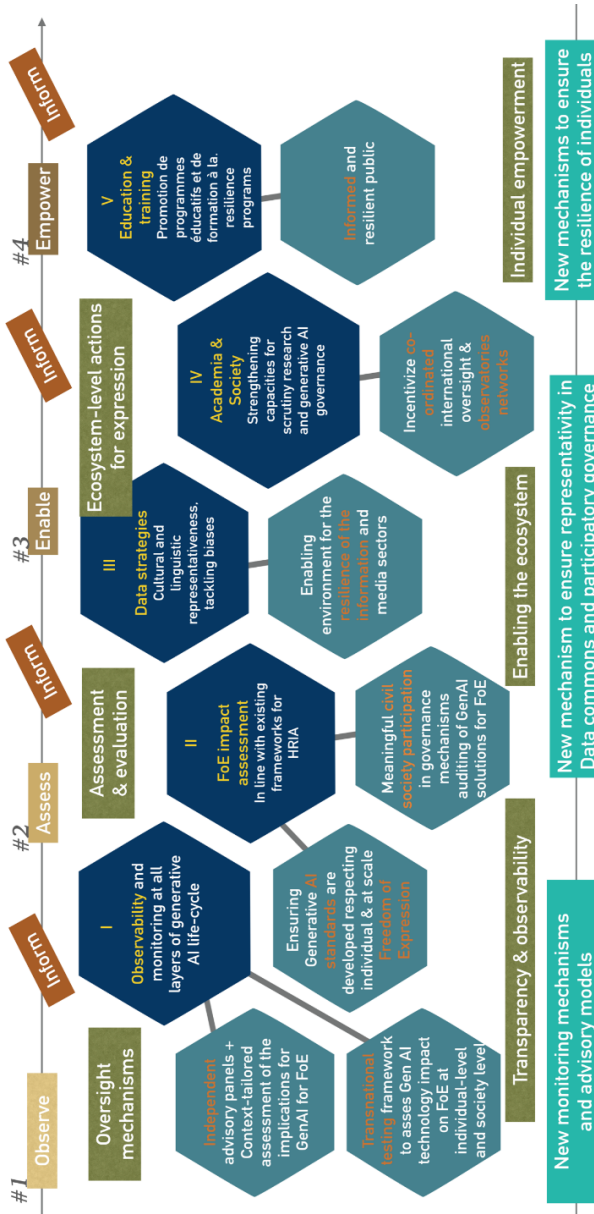 #1
Observe
Inform
#2
Assess
Inform
#3
Enable
Inform
#4
Empower
Inform
Oversight
mechanisms
Assessment
& evaluation
Ecosystem-level actions
for expression
I
Observability and
monitoring at all
layers of generative
AI life-cycle
II
FoE impact
assessment
In line with existing
frameworks for
HRIA
III
Data strategies
Cultural and
linguistic
representativeness,
tackling biases
IV
Academia &
Society
Strengthening
capacities for
scrutiny research
and generative AI
governance
V
Education &
training
Promotion de
programmes
éducatifs et de
formation à la.
resilience
programs
Independent
advisory panels +
Context-tailored
assessment of the
implications for
GenAI for FoE
Transnational
testing framework
to asses Gen AI
technology impact
on FoE at
individual-level
and society level
Ensuring
Generative AI
standards are
developed respecting
individual & at scale
Freedom of
Expression
Meaningful civil
society participation
in governance
mechanisms
auditing of GenAI
solutions for FoE
Enabling
environment for the
resilience of the
information and
media sectors
Incentivize co-
ordinated
international
oversight &
observatories
networks
Informed and
resilient public
Transparency & observability
Enabling the ecosystem
Individual empowerment
New monitoring mechanisms
and advisory models
New mechanism to ensure representativity in
Data commons and participatory governance
New mechanisms to ensure
the resilience of individuals